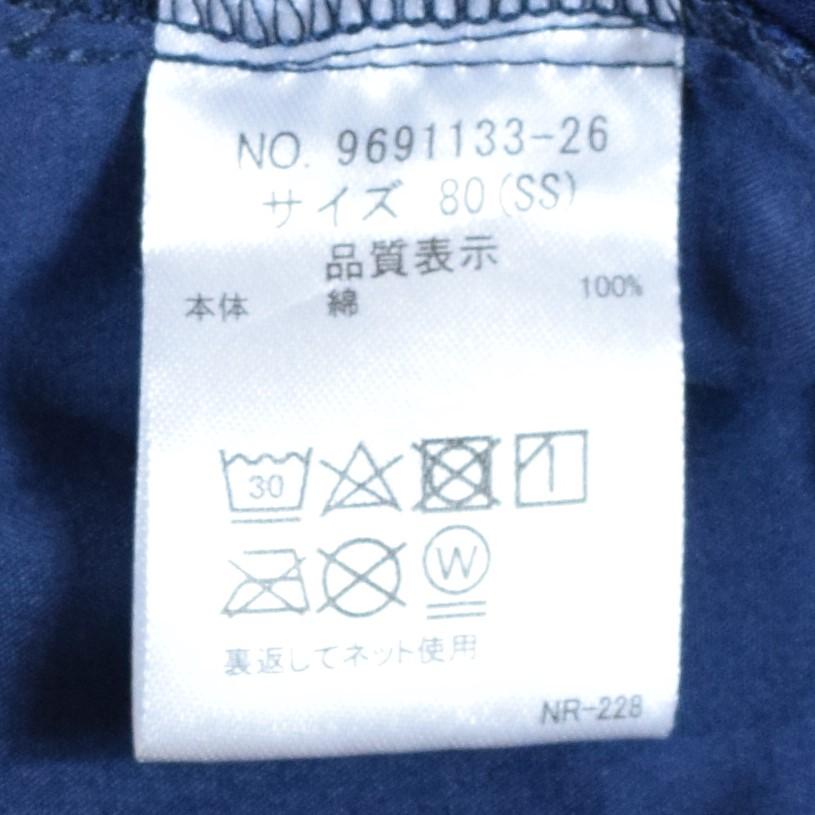 NO. 9691133-26
サイズ 80(SS)
品質表示
本体 綿 100%
30
W
裏返してネット使用
NR-228